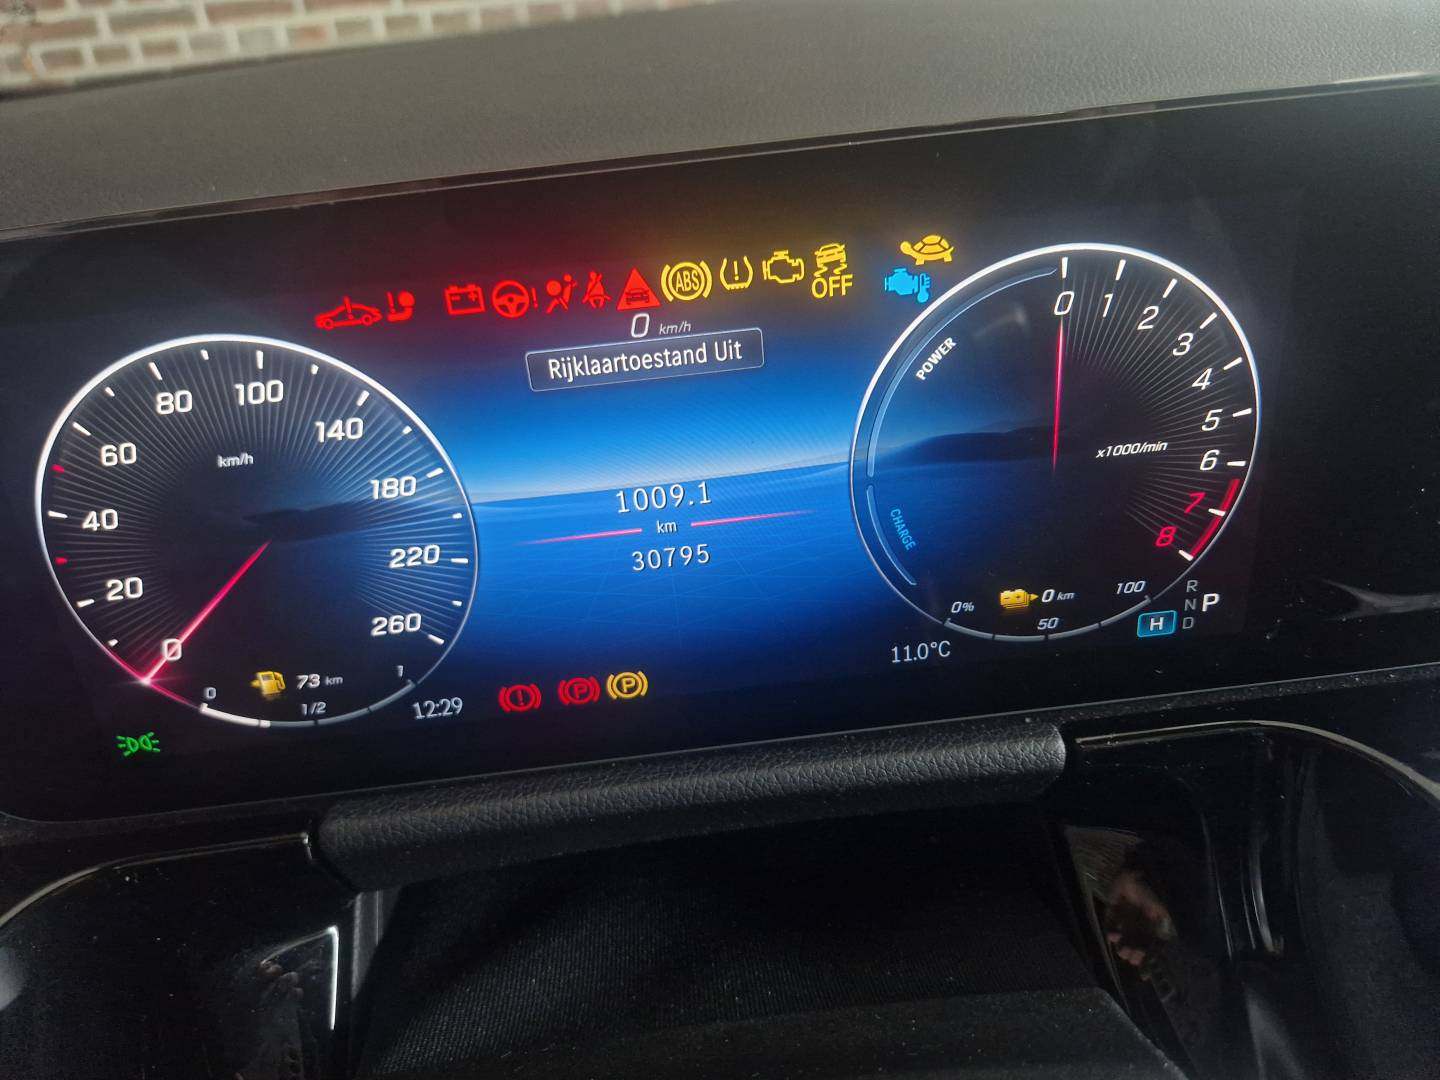 ABS
OFF
0 km/h
Rijklaartoestand Uit
1009.1
km
30795
0
20
40
60
80
100
140
180
220
260
km/h
73 km
0
1/2
1
12:29
P
P
POWER
CHARGE
0
1
2
3
4
5
6
7
8
x1000/min
0%
50
100
0 km
11.0°C
H
R
N
D
P